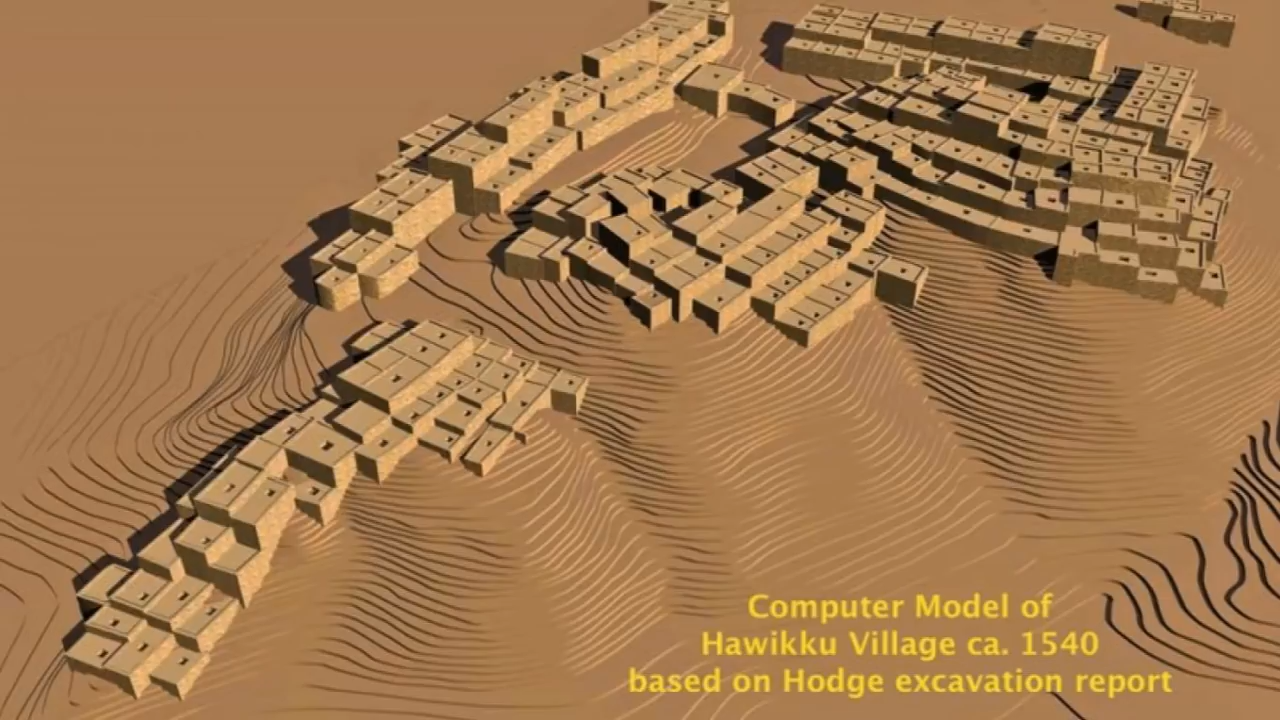 Computer Model of
Hawikku Village ca. 1540
based on Hodge excavation report